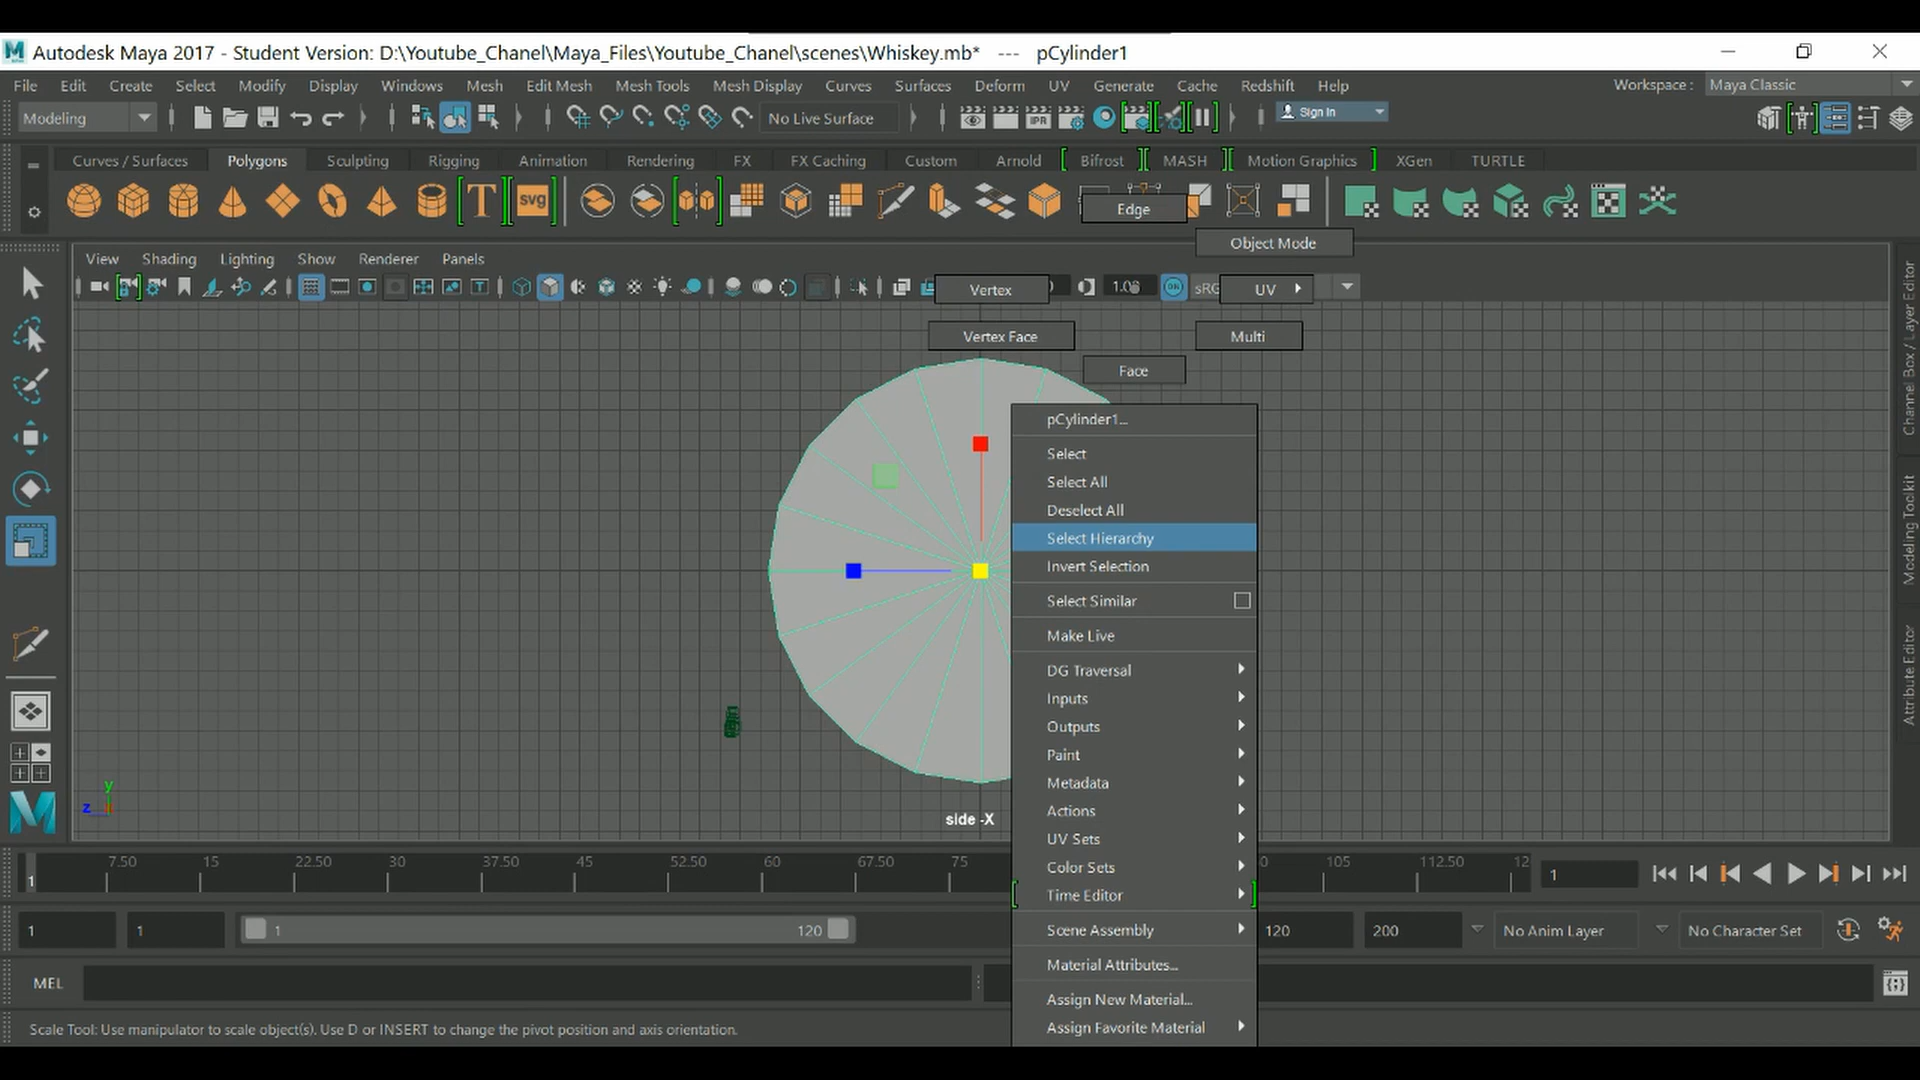 Autodesk Maya 2017 - Student Version: D:\Youtube_Chanel\Maya_Files\Youtube_Chanel\scenes\Whiskey.mb* --- pCylinder1
File Edit Create Select Modify Display Windows Mesh Edit Mesh Mesh Tools Mesh Display Curves Surfaces Deform UV Generate Cache Redshift Help Workspace : Maya Classic
Modeling No Live Surface IPR Sign In
Curves / Surfaces Polygons Sculpting Rigging Animation Rendering FX FX Caching Custom Arnold Bifrost MASH Motion Graphics XGen TURTLE
T svg
Edge
Object Mode
View Shading Lighting Show Renderer Panels
Vertex 1.06 ON sRG UV
Vertex Face Multi
Face
pCylinder1...
Select
Select All
Deselect All
Select Hierarchy
Invert Selection
Select Similar
Make Live
DG Traversal
Inputs
Outputs
Paint
Metadata
Actions
UV Sets
Color Sets
Time Editor
Scene Assembly
Material Attributes...
Assign New Material...
Assign Favorite Material
Channel Box / Layer Editor
Modeling Toolkit
Attribute Editor
y
z
side -X
1 7.50 15 22.50 30 37.50 45 52.50 60 67.50 75 0 105 112.50 12 1
1 1 1 120 120 200 No Anim Layer No Character Set
MEL
Scale Tool: Use manipulator to scale object(s). Use D or INSERT to change the pivot position and axis orientation.